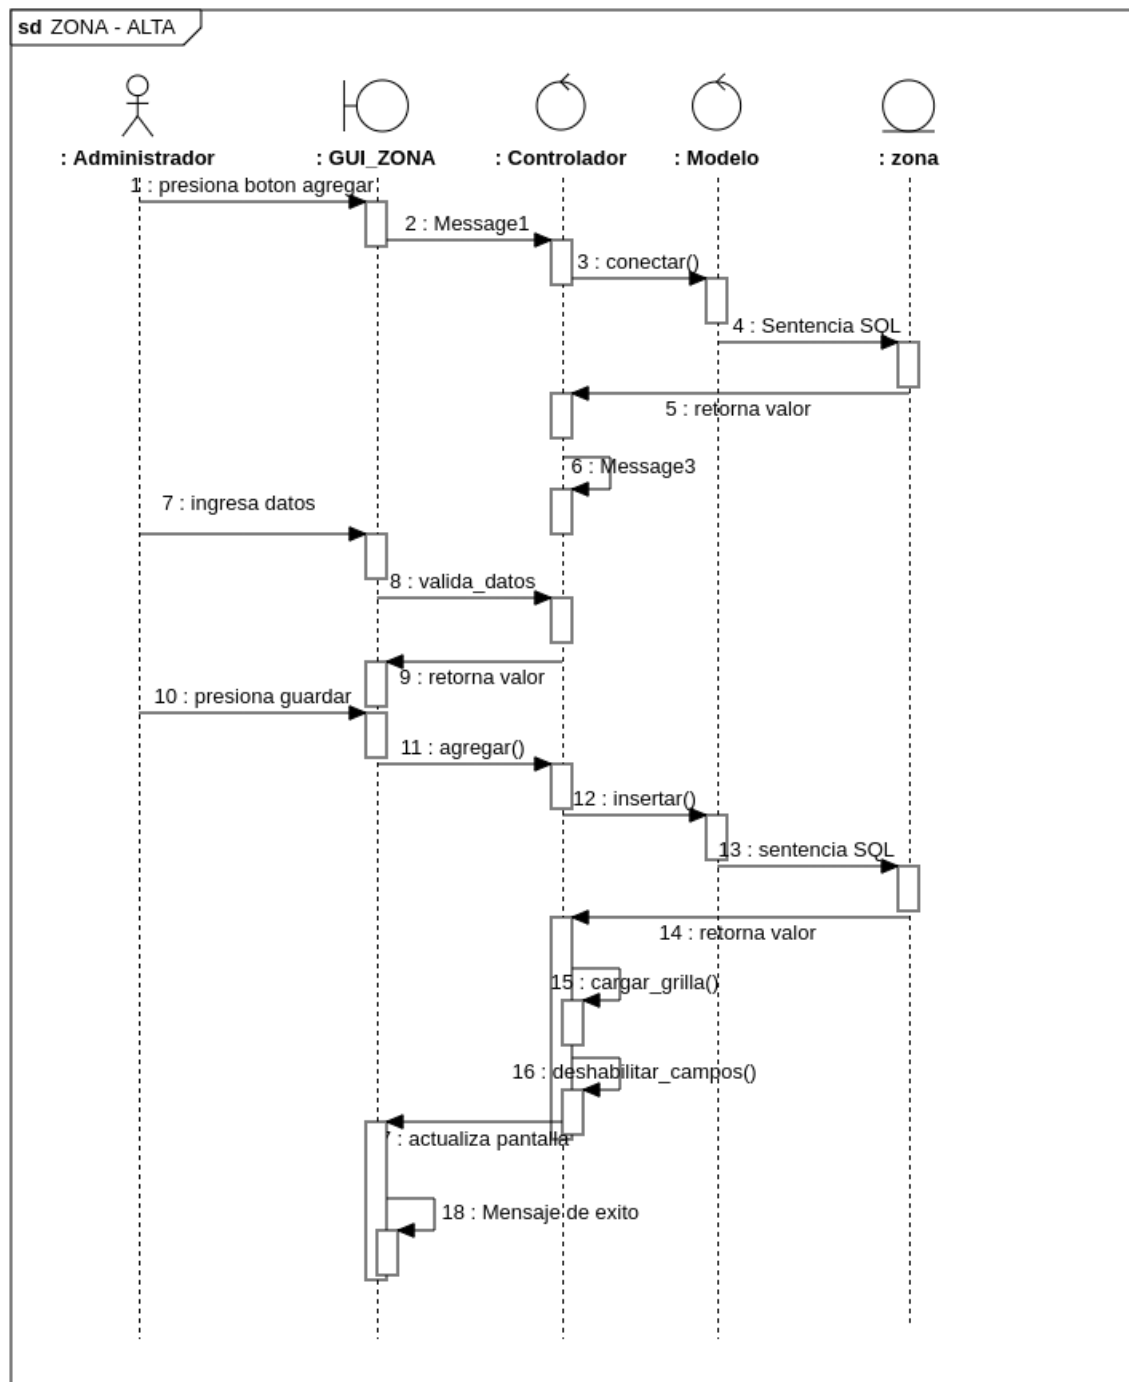 sd ZONA - ALTA
: Administrador
: GUI_ZONA
: Controlador
: Modelo
: zona
1 : presiona boton agregar
2 : Message1
3 : conectar()
4 : Sentencia SQL
5 : retorna valor
6 : Message3
7 : ingresa datos
8 : valida_datos
9 : retorna valor
10 : presiona guardar
11 : agregar()
12 : insertar()
13 : sentencia SQL
14 : retorna valor
15 : cargar_grilla()
16 : deshabilitar_campos()
7 : actualiza pantalla
18 : Mensaje de exito